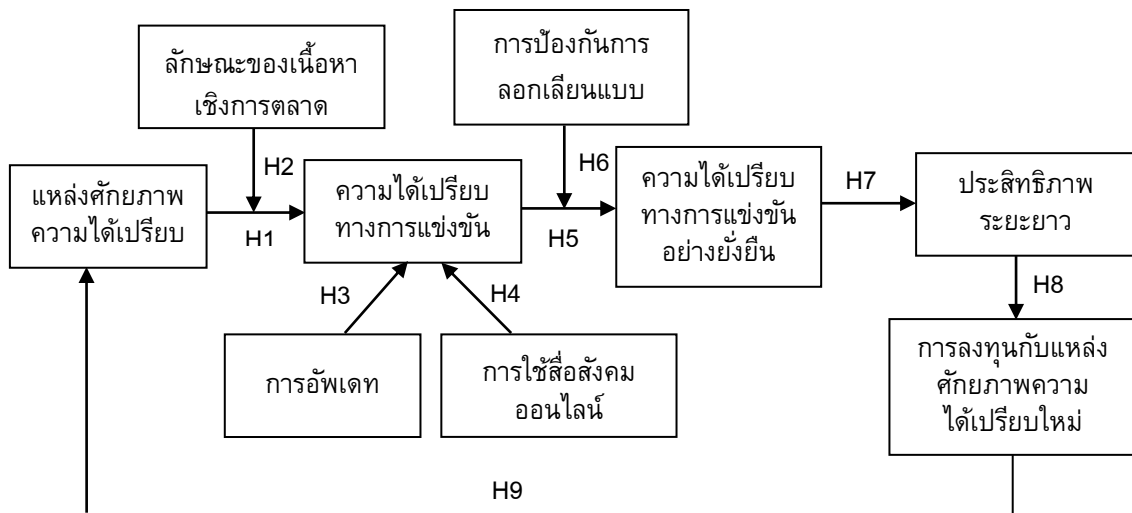 ลักษณะของเนื้อหา
เชิงการตลาด
การป้องกันการ
ลอกเลียนแบบ
H2
H6
แหล่งศักยภาพ
ความได้เปรียบ
H1
ความได้เปรียบ
ทางการแข่งขัน
H5
ความได้เปรียบ
ทางการแข่งขัน
อย่างยั่งยืน
H7
ประสิทธิภาพ
ระยะยาว
H3
H4
H8
การอัพเดท
การใช้สื่อสังคม
ออนไลน์
การลงทุนกับแหล่ง
ศักยภาพความ
ได้เปรียบใหม่
H9